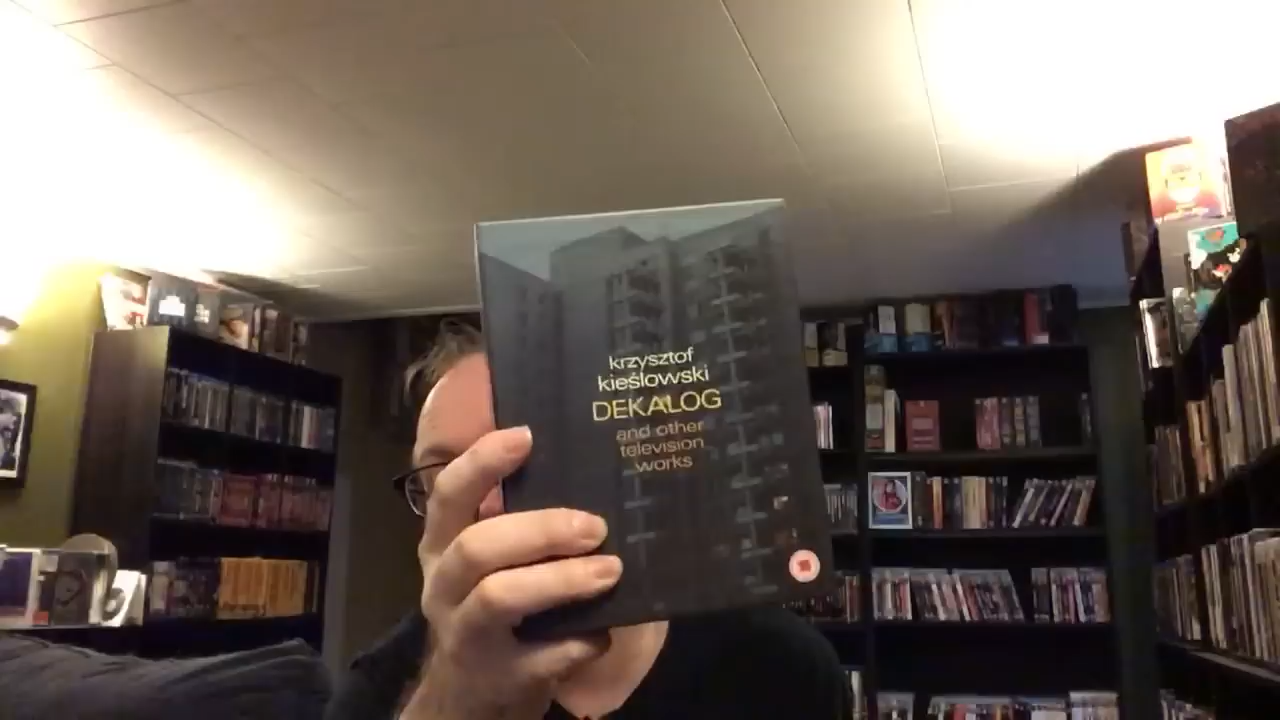 krzysztof
kieślowski
DEKALOG
and other
television
works